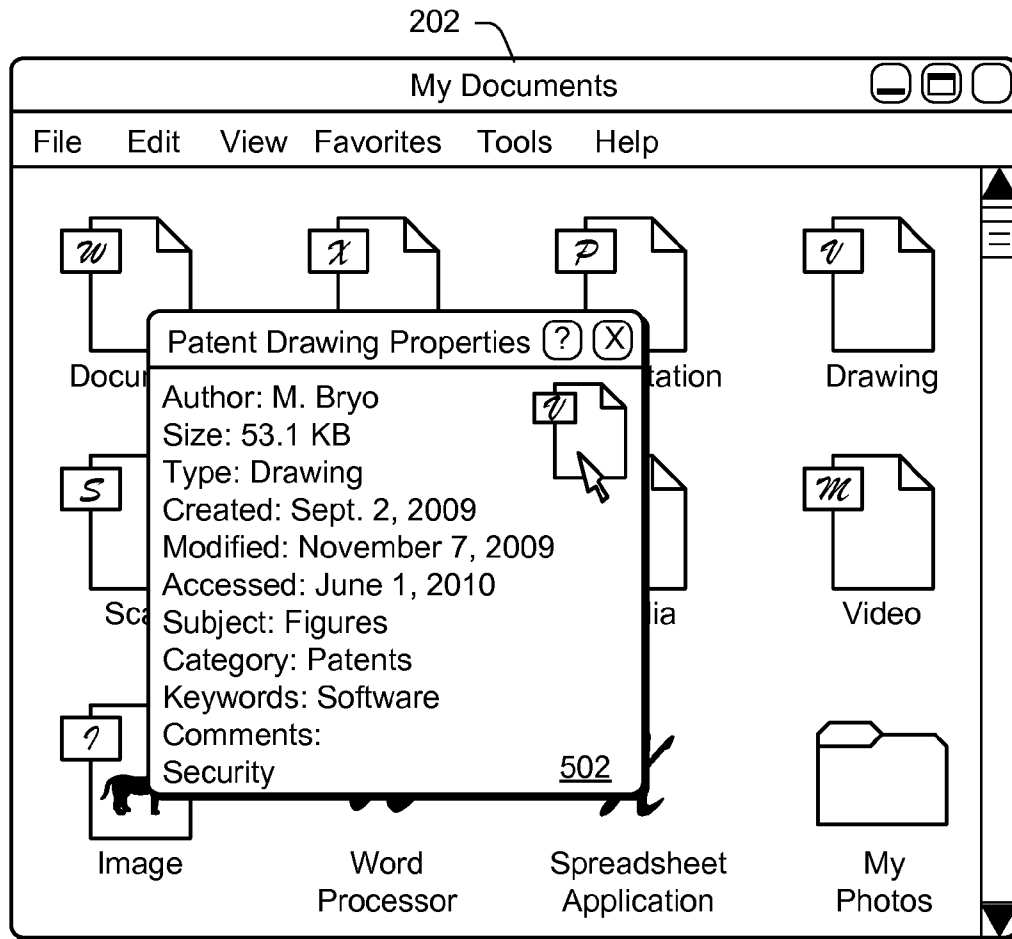 202
My Documents
File Edit View Favorites Tools Help
W X P V
Patent Drawing Properties ? X
Docu tation Drawing
Author: M. Bryo
V
Size: 53.1 KB
Type: Drawing
S M
Created: Sept. 2, 2009
Modified: November 7, 2009
Accessed: June 1, 2010
Sca ia Video
Subject: Figures
Category: Patents
Keywords: Software
I
Comments:
Security 502
Image Word Spreadsheet My
Processor Application Photos